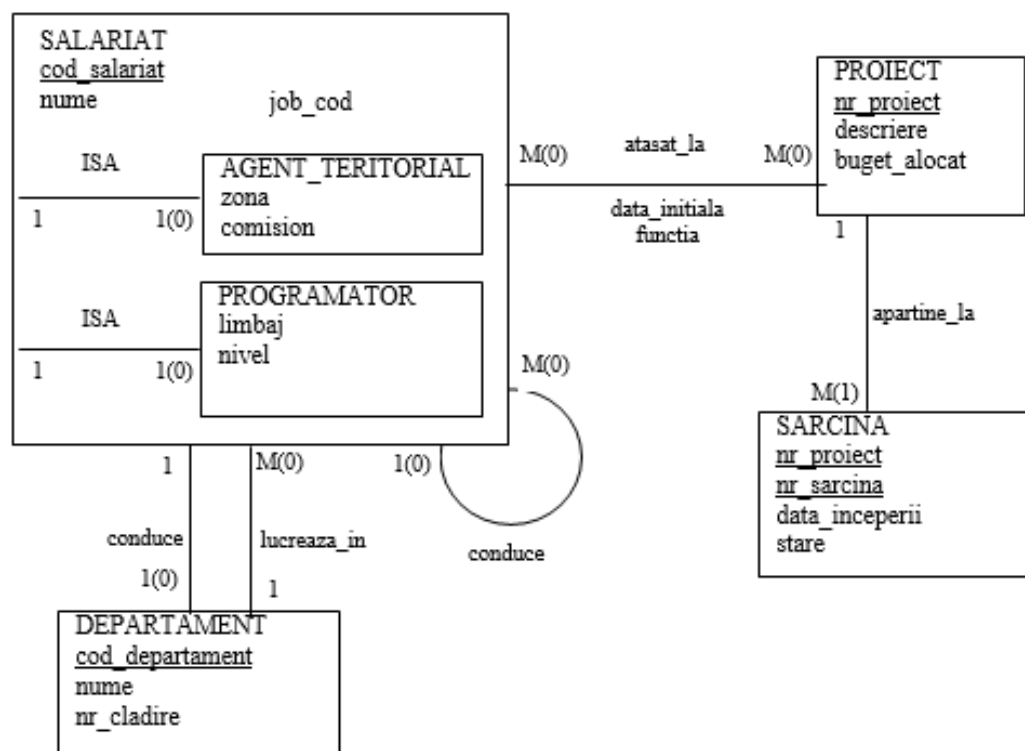 SALARIAT
cod_salariat
nume
job_cod
ISA
1
1(0)
AGENT_TERITORIAL
zona
comision
ISA
1
1(0)
PROGRAMATOR
limbaj
nivel
M(0)
atasat_la
M(0)
data_initiala
functia
PROIECT
nr_proiect
descriere
buget_alocat
1
apartine_la
M(1)
SARCINA
nr_proiect
nr_sarcina
data_inceperii
stare
M(0)
1(0)
conduce
1
conduce
1(0)
M(0)
lucreaza_in
1
DEPARTAMENT
cod_departament
nume
nr_cladire